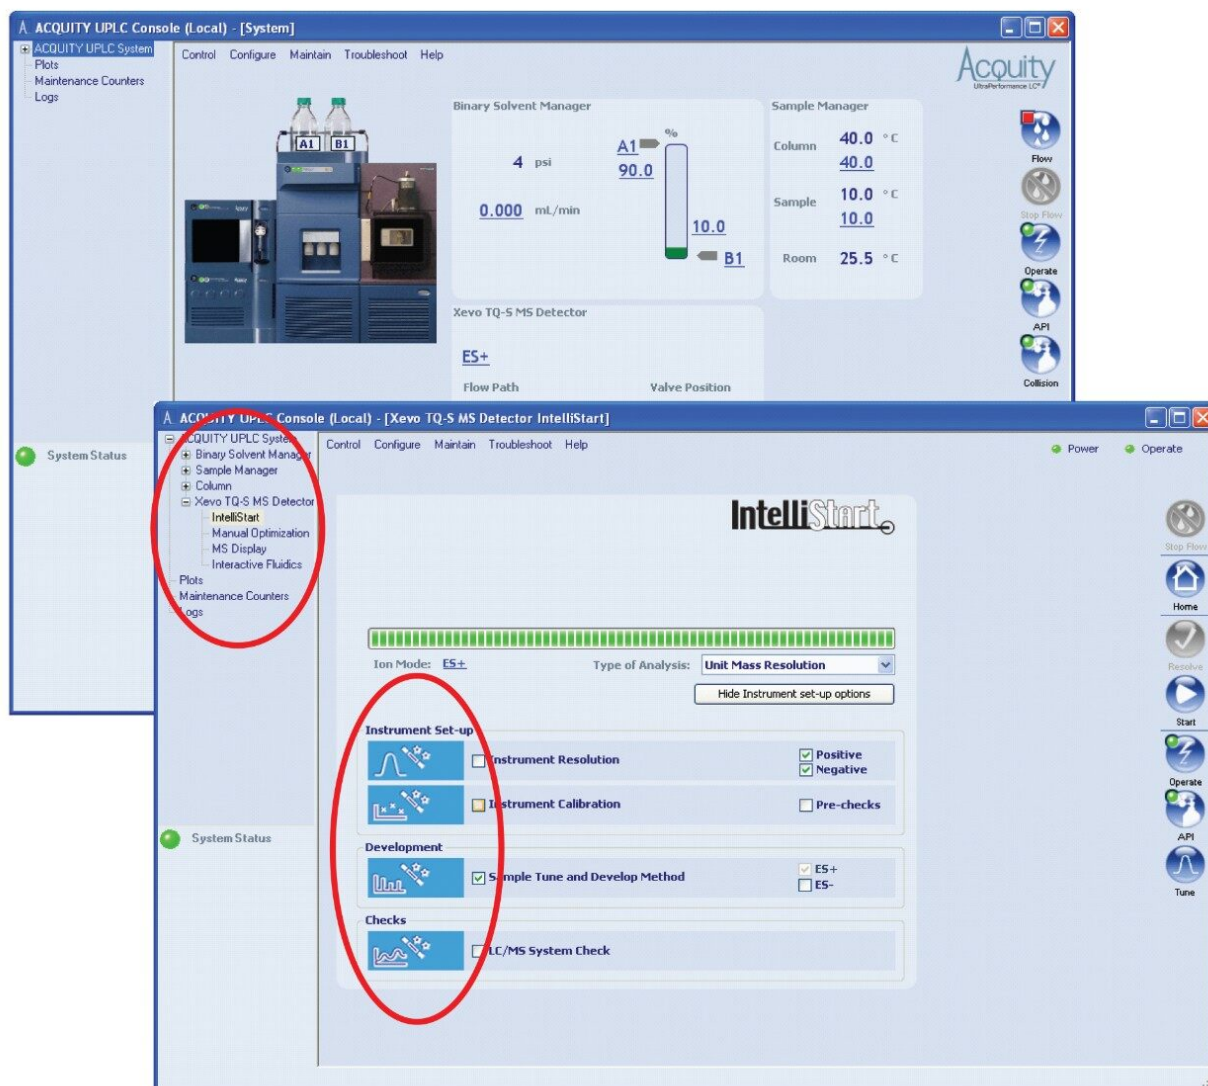 ACQUITY UPLC Console (Local) - [System]
ACQUITY UPLC System
Plots
Maintenance Counters
Logs
Control Configure Maintain Troubleshoot Help
Acquity
UltraPerformance LC®
A1 B1
Binary Solvent Manager
4 psi
0.000 mL/min
%
A1
90.0
10.0
B1
Sample Manager
Column 40.0 °C
40.0
Sample 10.0 °C
10.0
Room 25.5 °C
Flow
Stop Flow
Operate
API
Collision
Xevo TQ-S MS Detector
ES+
Flow Path Valve Position
System Status
ACQUITY UPLC Console (Local) - [Xevo TQ-S MS Detector IntelliStart]
ACQUITY UPLC System
Binary Solvent Manager
Sample Manager
Column
Xevo TQ-S MS Detector
IntelliStart
Manual Optimization
MS Display
Interactive Fluidics
Plots
Maintenance Counters
Logs
System Status
Control Configure Maintain Troubleshoot Help
Power Operate
IntelliStart
Ion Mode: ES+ Type of Analysis: Unit Mass Resolution
Hide Instrument set-up options
Instrument Set-up
Instrument Resolution
Positive
Negative
Instrument Calibration
Pre-checks
Development
Sample Tune and Develop Method
ES+
ES-
Checks
LC/MS System Check
Stop Flow
Home
Resolve
Start
Operate
API
Tune